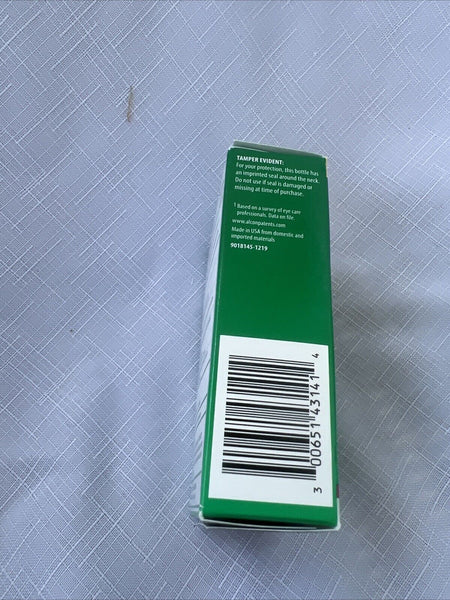 TAMPER EVIDENT:
For your protection, this bottle has
an imprinted seal around the neck.
Do not use if seal is damaged or
missing at time of purchase.
¹ Based on a survey of eye care
professionals. Data on file
www.alconpatents.com
Made in USA from domestic and
imported materials
9018145-1219
3 00651 43141 4